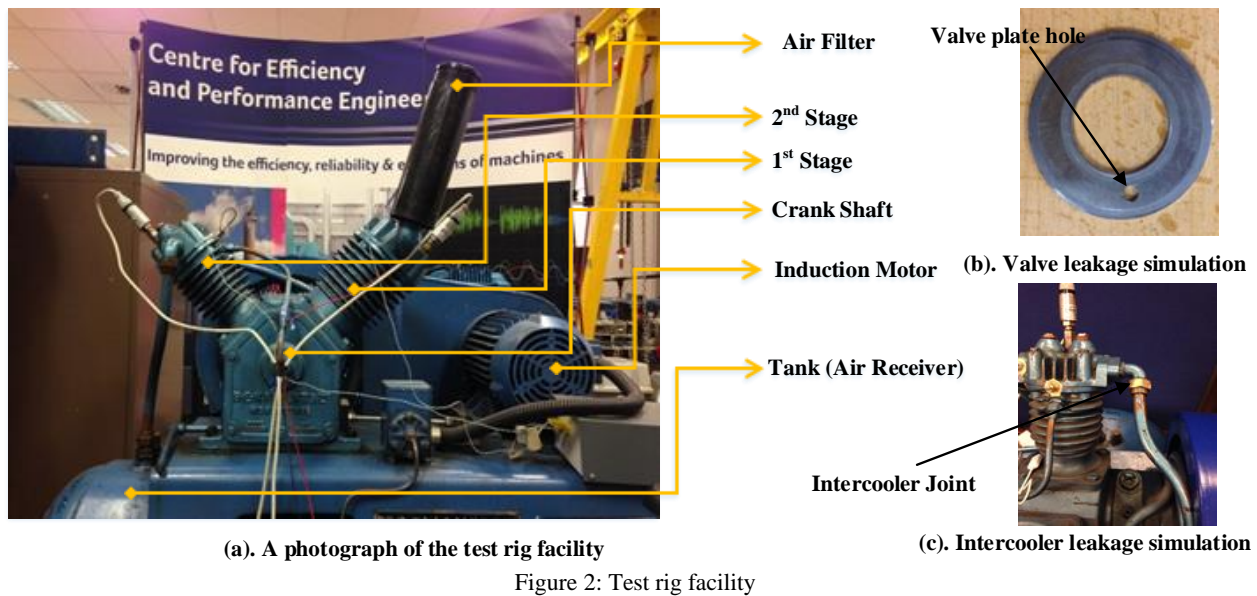 Centre for Efficiency
and Performance Enginee
Improving the efficiency, reliability & e
ns of machines
Air Filter
2nd Stage
1st Stage
Crank Shaft
Induction Motor
Tank (Air Receiver)
(a). A photograph of the test rig facility
Valve plate hole
(b). Valve leakage simulation
Intercooler Joint
(c). Intercooler leakage simulation
Figure 2: Test rig facility